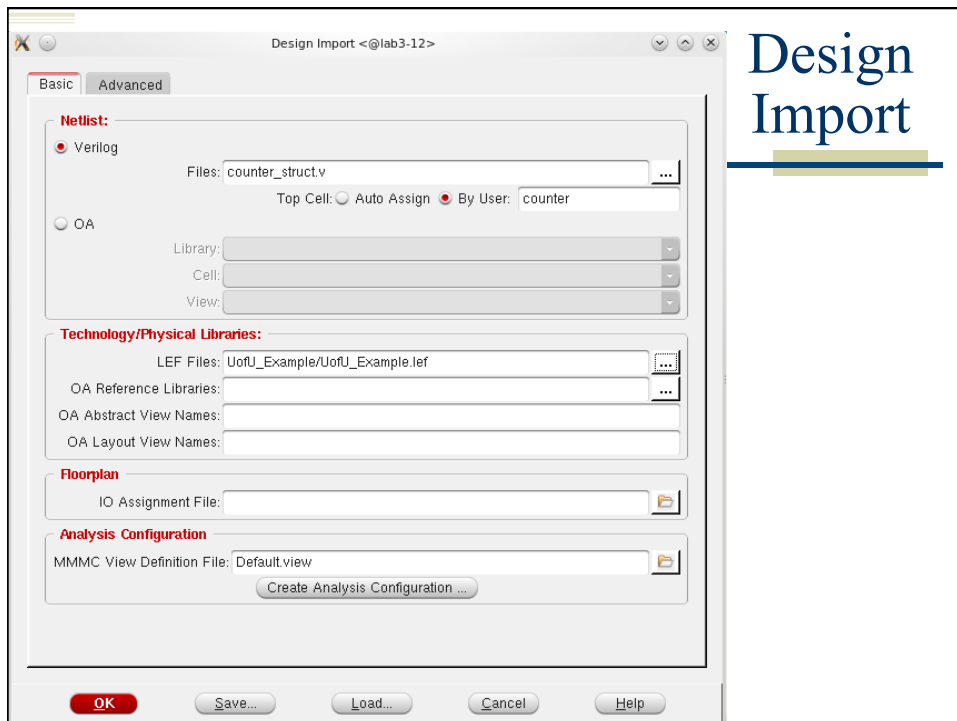 Design Import <@lab3-12>
Design
Import
Basic Advanced
Netlist:
Verilog
Files: counter_struct.v ...
Top Cell: Auto Assign By User: counter
OA
Library:
Cell:
View:
Technology/Physical Libraries:
LEF Files: UofU_Example/UofU_Example.lef ...
OA Reference Libraries: ...
OA Abstract View Names:
OA Layout View Names:
Floorplan
IO Assignment File:
Analysis Configuration
MMMC View Definition File: Default.view
Create Analysis Configuration ...
OK Save... Load... Cancel Help